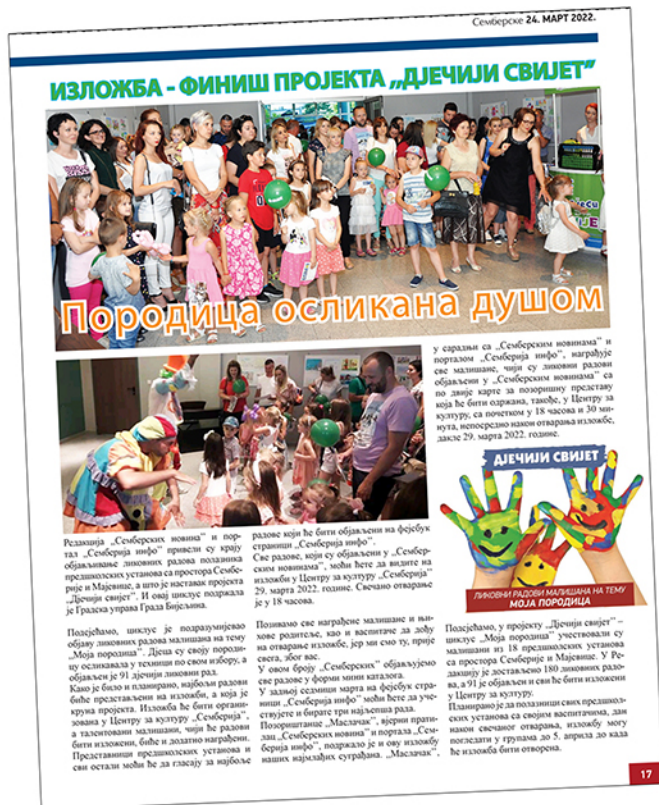 Семберске 24. МАРТ 2022.
ИЗЛОЖБА - ФИНИШ ПРОЈЕКТА „ДЈЕЧИЈИ СВИЈЕТ”
Породица осликана душом
Редакција „Семберских новина” и пор-
тал „Семберија инфо” привели су крају
објављивање ликовних радова полазника
предшколских установа са простора Сембе-
рије и Мајевице, а што је наставак пројекта
„Дјечији свијет”. И овај циклус подржала
је Градска управа Града Бијељина.
Подсјећамо, циклус је подразумијевао
објаву ликовних радова малишана на тему
„Моја породица”. Дјеца су своју породи-
цу осликавала у техници по свом избору, а
објављен је 91 дјечији ликовни рад.
Како је било и планирано, најбољи радови
биће представљени на изложби, а која је
круна пројекта. Изложба ће бити органи-
зована у Центру за културу „Семберија”,
а талентовани малишани, чији ће радови
бити изложени, биће и додатно награђени.
Представници предшколских установа и
сви остали моћи ће да гласају за најбоље
радове који ће бити објављени на фејсбук
страници „Семберија инфо”.
Све радове, који су објављени у „Сембер-
ским новинама”, моћи ћете да видите на
изложби у Центру за културу „Семберија”
29. марта 2022. године. Свечано отварање
је у 18 часова.
Позивамо све награђене малишане и њи-
хове родитеље, као и васпитаче да дођу
на отварање изложбе, јер ми смо ту, прије
свега, због вас.
У овом броју „Семберских” објављујемо
све радове у форми мини каталога.
У задњој седмици марта на фејсбук стра-
ници „Семберија инфо” моћи ћете да уче-
ствујете и бирате три најљепша рада.
Позориштанце „Маслачак”, вјерни прати-
лац „Семберских новина” и портала „Сем-
берија инфо”, подржало је и ову изложбу
наших најмлађих суграђана. „Маслачак”,
у сарадњи са „Семберским новинама” и
порталом „Семберија инфо”, награђује
све малишане, чији су ликовни радови
објављени у „Семберским новинама” са
по двије карте за позоришну представу
која ће бити одржана, такође, у Центру за
културу, са почетком у 18 часова и 30 ми-
нута, непосредно након отварања изложбе,
дакле 29. марта 2022. године.
ДЈЕЧИЈИ СВИЈЕТ
ЛИКОВНИ РАДОВИ МАЛИШАНА НА ТЕМУ
МОЈА ПОРОДИЦА
Подсјећамо, у пројекту „Дјечији свијет” –
циклус „Моја породица” учествовали су
малишани из 18 предшколских установа
са простора Семберије и Мајевице. У Ре-
дакцију је достављено 180 ликовних радо-
ва, а 91 је објављен и сви ће бити изложени
у Центру за културу.
Планирано је да полазници свих предшкол-
ских установа са својим васпитачима, дан
након свечаног отварања, изложбу могу
погледати у групама до 5. априла до када
ће изложба бити отворена.
17